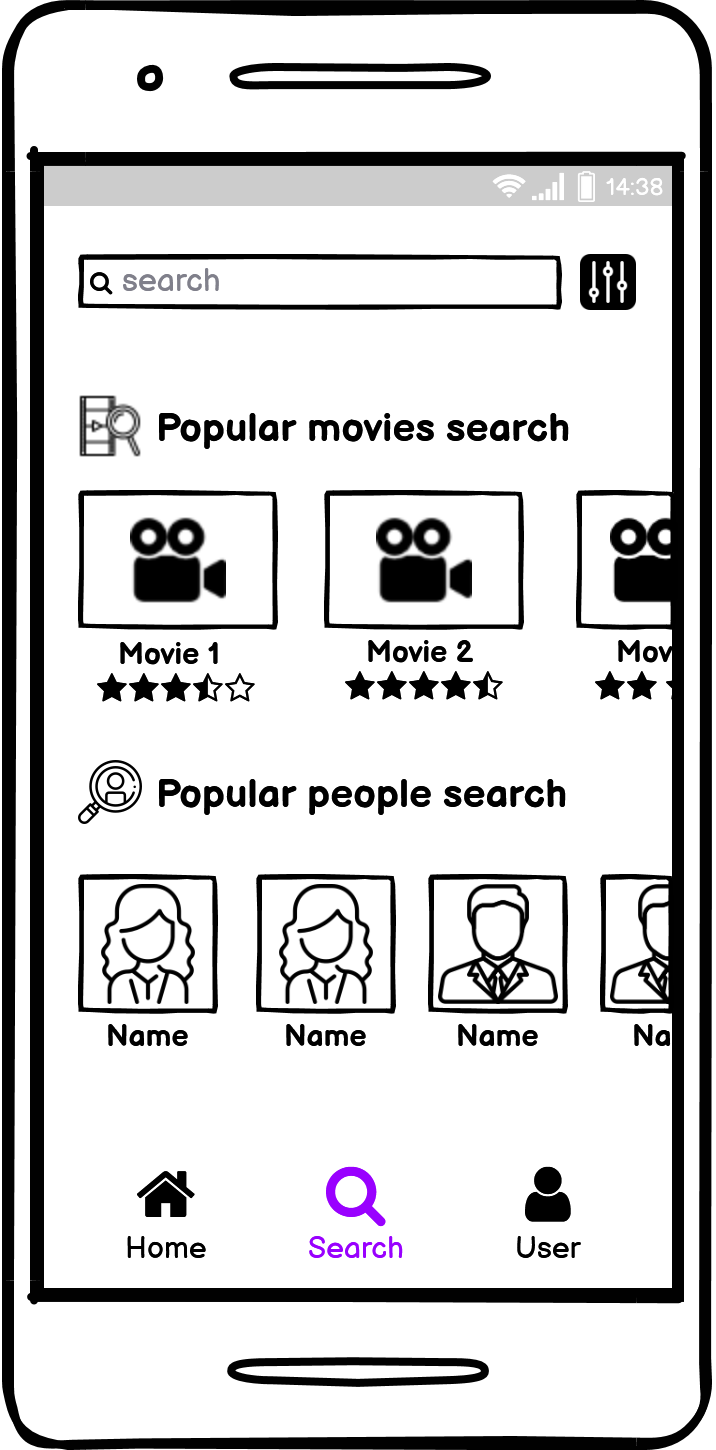 14:38
search
Popular movies search
Movie 1
Movie 2
Mov
Popular people search
Name
Name
Name
Na
Home
Search
User